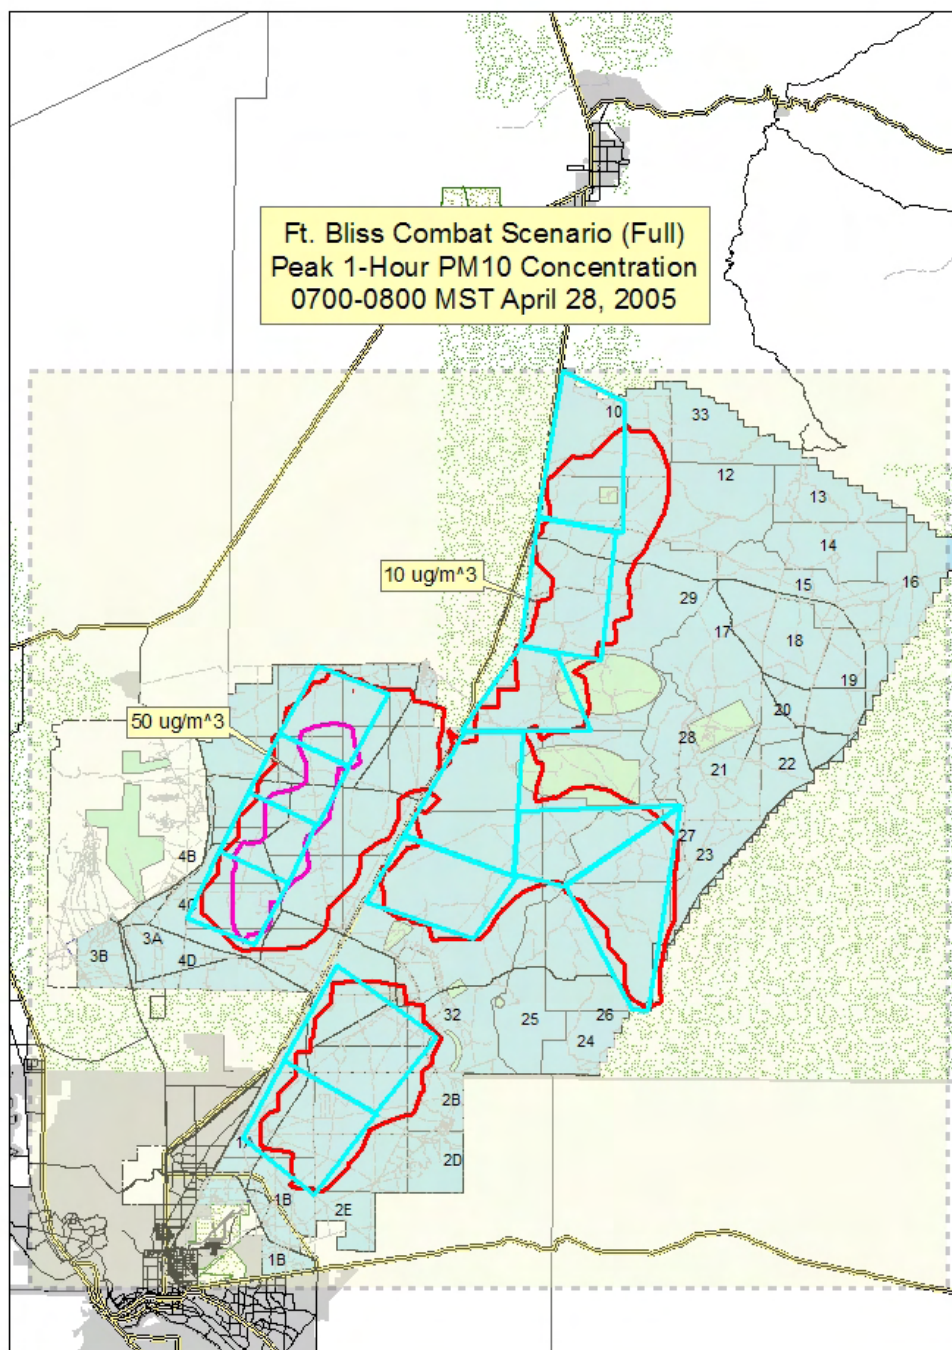 Ft. Bliss Combat Scenario (Full)
Peak 1-Hour PM10 Concentration
0700-0800 MST April 28, 2005
10
33
12
13
14
10 ug/m^3
15
16
29
17
18
19
50 ug/m^3
20
28
21
22
27
23
4B
4C
3A
3B
4D
32
25
26
24
2B
1A
2D
1B
2E
1B